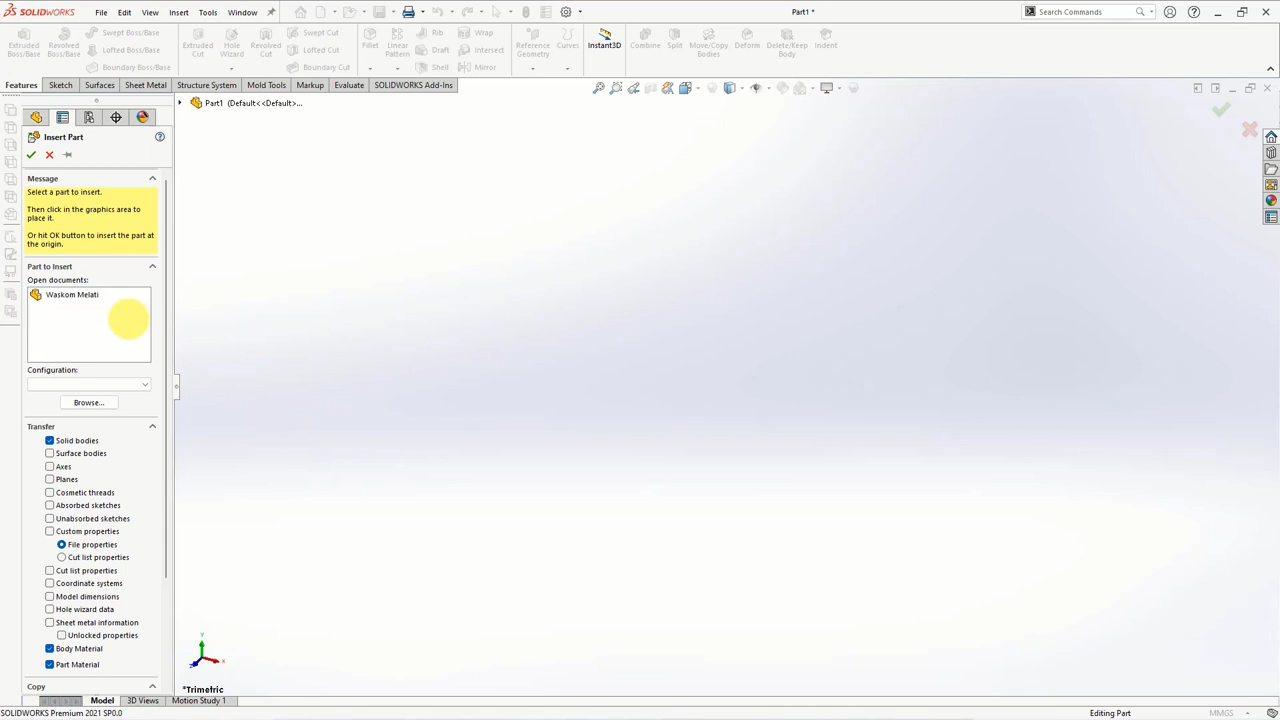 SOLIDWORKS File Edit View Insert Tools Window Part1 * Search Commands
Extruded Boss/Base Revolved Boss/Base Swept Boss/Base Lofted Boss/Base Boundary Boss/Base Extruded Cut Hole Wizard Revolved Cut Swept Cut Lofted Cut Boundary Cut Fillet Linear Pattern Rib Draft Shell Wrap Intersect Mirror Reference Geometry Curves Instant3D Combine Split Move/Copy Bodies Deform Delete/Keep Body Indent
Features Sketch Surfaces Sheet Metal Structure System Mold Tools Markup Evaluate SOLIDWORKS Add-Ins
Part1 (Default<<Default>...
Insert Part
Message
Select a part to insert.
Then click in the graphics area to
place it.
Or hit OK button to insert the part at
the origin.
Part to Insert
Open documents:
Waskom Melati
Configuration:
Browse...
Transfer
Solid bodies
Surface bodies
Axes
Planes
Cosmetic threads
Absorbed sketches
Unabsorbed sketches
Custom properties
File properties
Cut list properties
Cut list properties
Coordinate systems
Model dimensions
Hole wizard data
Sheet metal information
Unlocked properties
Body Material
Part Material
Copy
Y
X
Z
*Trimetric
Model 3D Views Motion Study 1
SOLIDWORKS Premium 2021 SP0.0 Editing Part MMGS